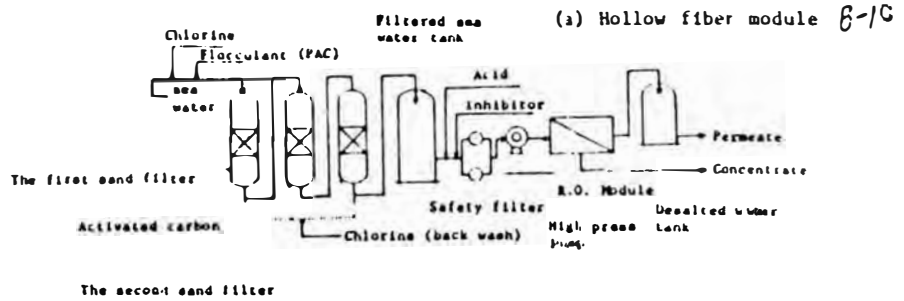 (a) Hollow fiber module 8-10
Filtered sea
water tank
Chlorine
Flocculant (PAC)
Acid
sea
water
Inhibitor
Permeate
Concentrate
The first sand filter
R.O. Module
Safety filter
Desalted water
tank
Activated carbon
High press
Pump
Chlorine (back wash)
The second sand filter